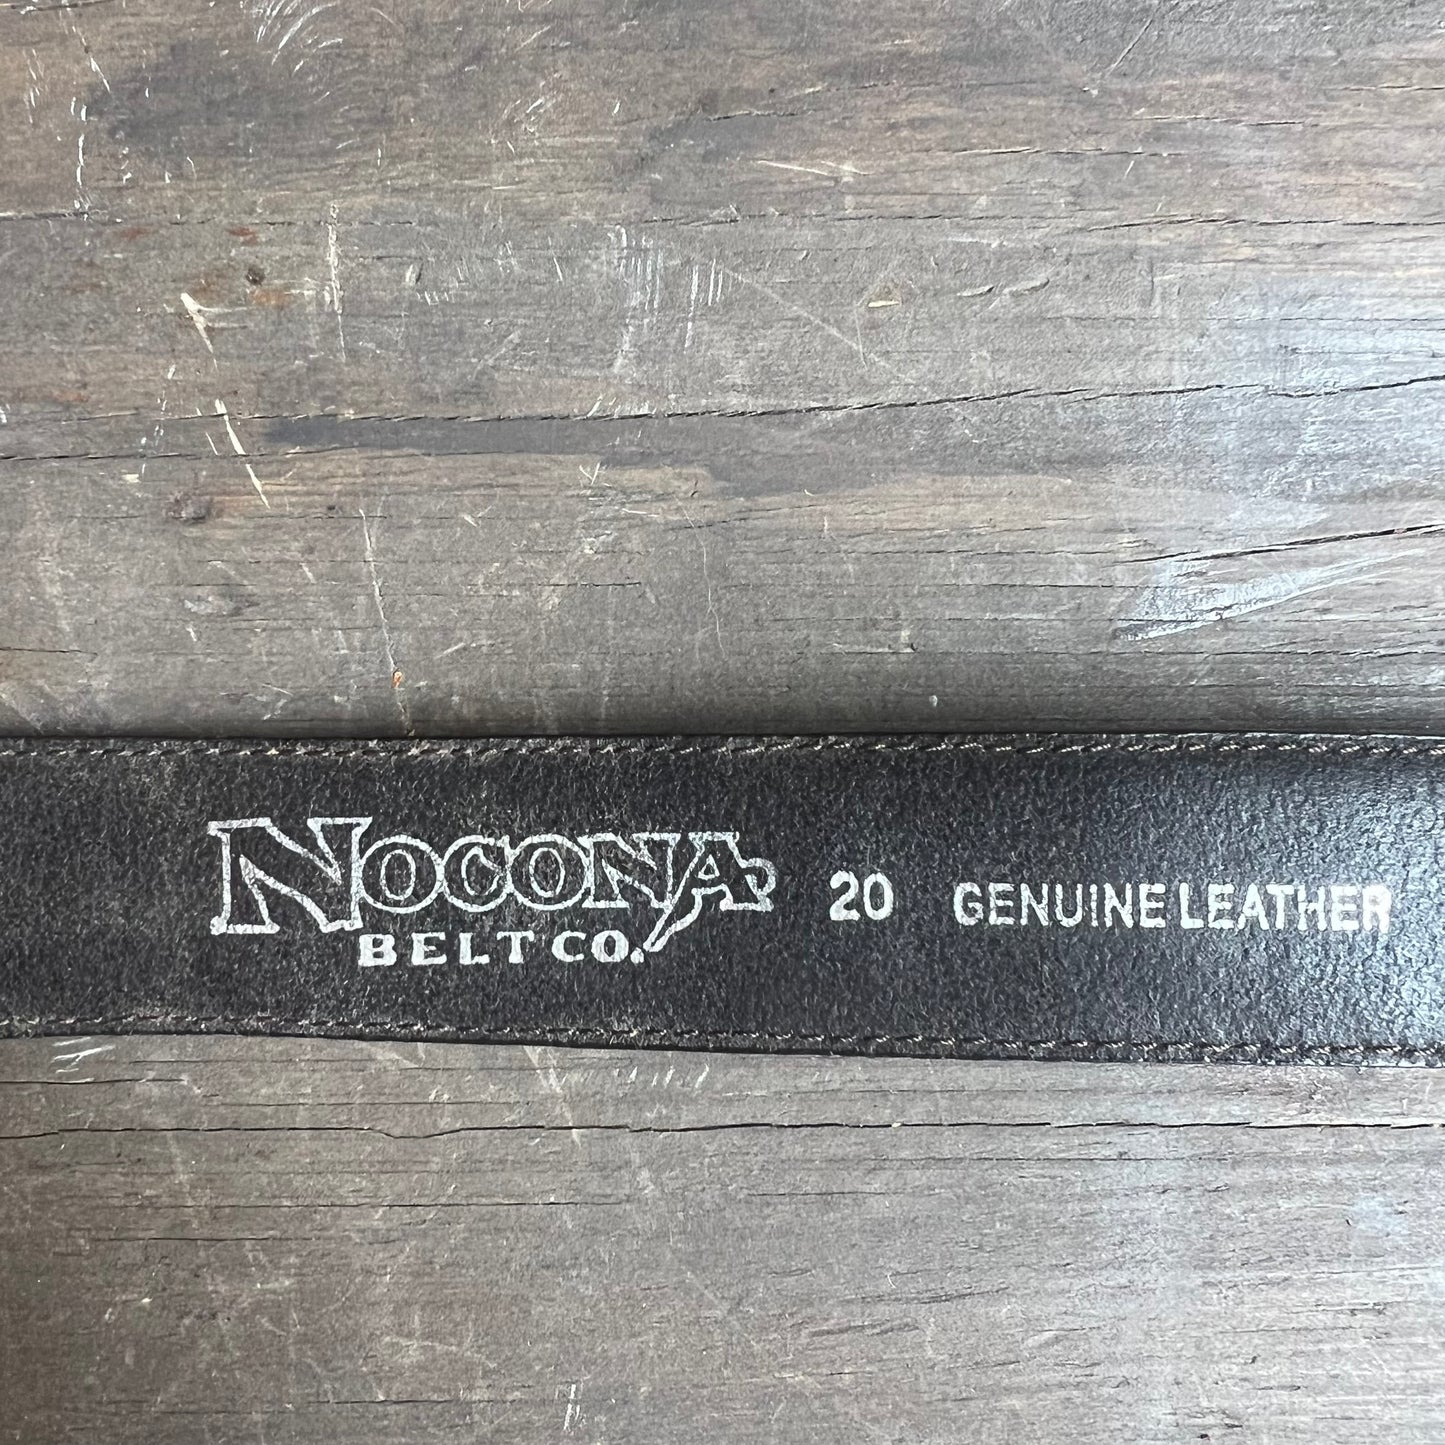 NOCONA
BELT CO.
20
GENUINE LEATHER